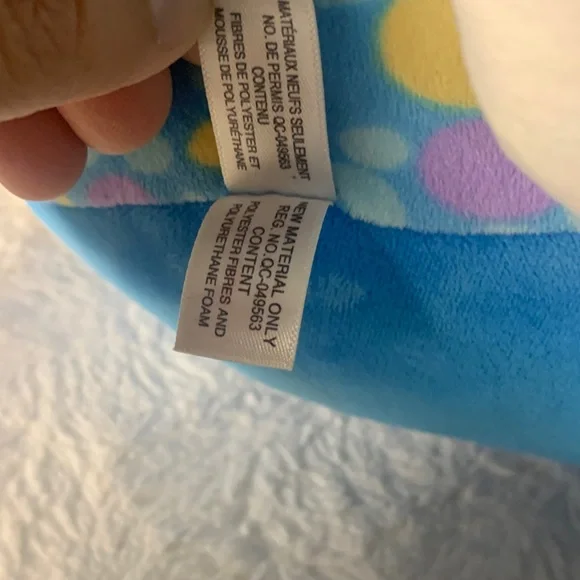 MATÉRIAUX NEUFS SEULEMENT
NO. DE PERMIS QC-049563
CONTENU
FIBRES DE POLYESTER ET
MOUSSE DE POLYURÉTHANE
NEW MATERIAL ONLY
REG. NO.QC-049563
CONTENT
POLYESTER FIBRES AND
POLYURETHANE FOAM